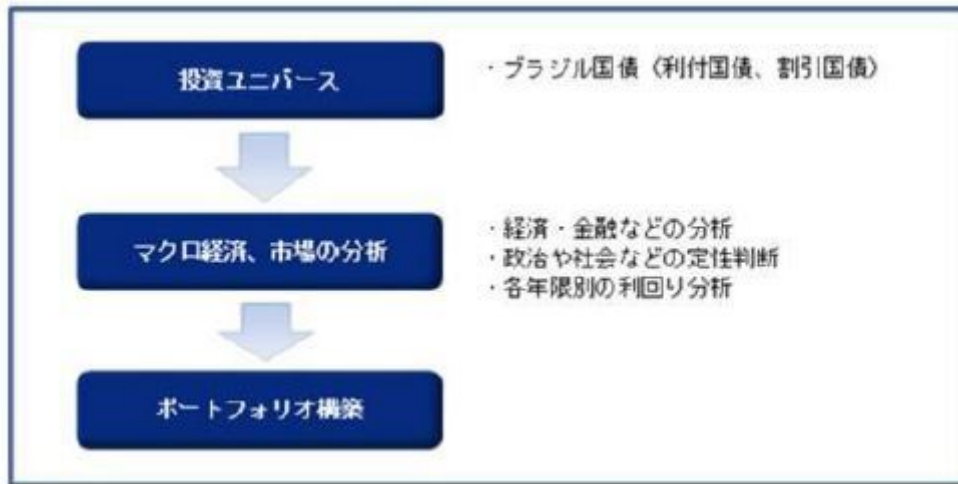 投資ユニバース
・ブラジル国債（利付国債、割引国債）
マクロ経済、市場の分析
・経済・金融などの分析
・政治や社会などの定性判断
・各年限別の利回り分析
ポートフォリオ構築